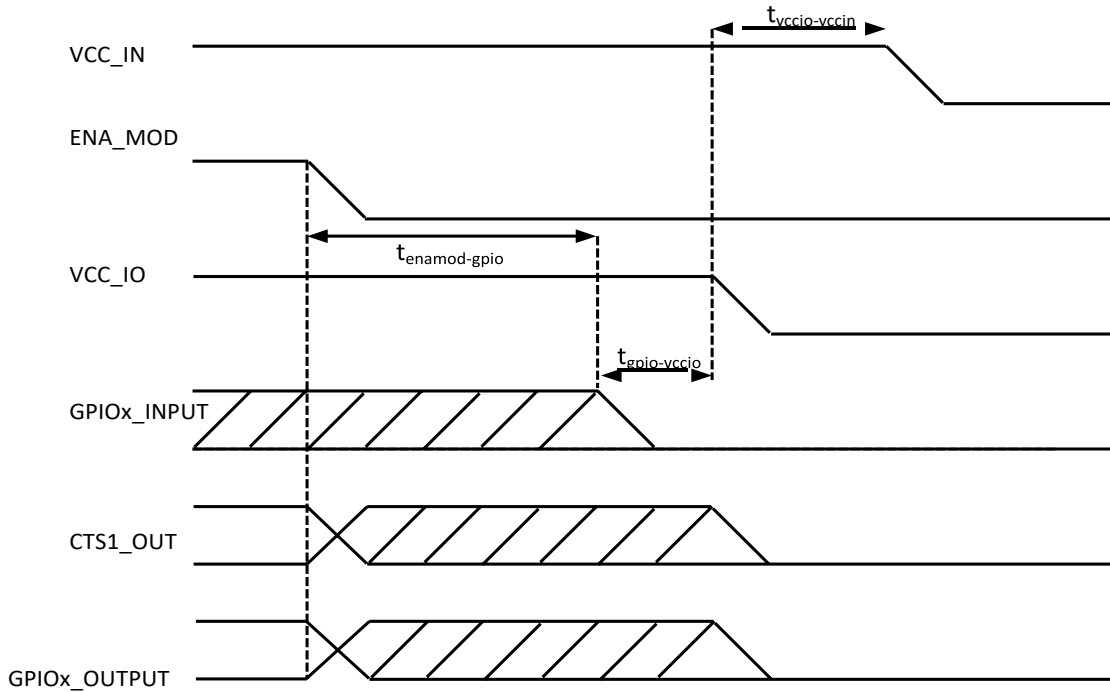 t_vccio-vccin
VCC_IN
ENA_MOD
t_enamod-gpio
VCC_IO
t_gpio-vccio
GPIOx_INPUT
CTS1_OUT
GPIOx_OUTPUT